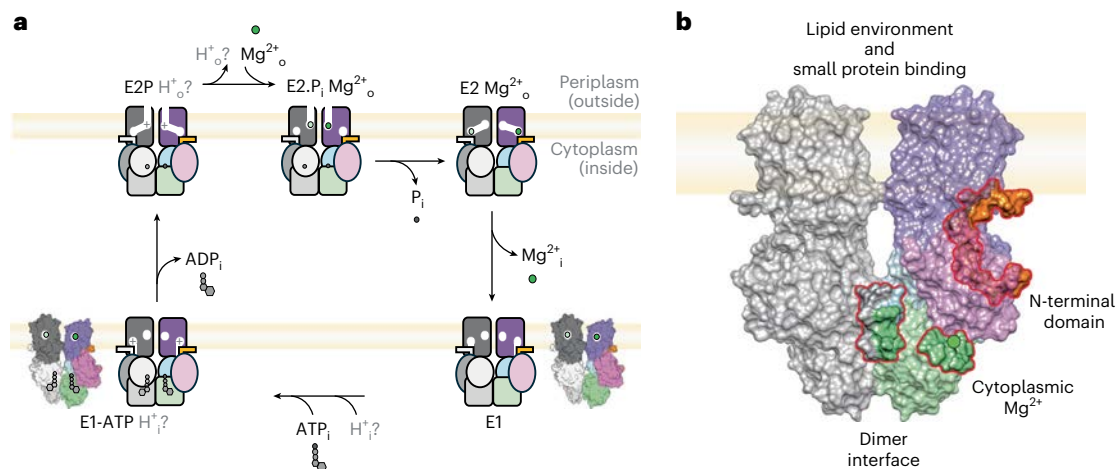 a
H⁺ₒ? Mg²⁺ₒ
E2P H⁺ₒ?
E2.Pᵢ Mg²⁺ₒ
E2 Mg²⁺ₒ
Periplasm
(outside)
Cytoplasm
(inside)
Pᵢ
Mg²⁺ᵢ
ADPᵢ
E1-ATP H⁺ᵢ?
ATPᵢ
H⁺ᵢ?
E1
b
Lipid environment
and
small protein binding
N-terminal
domain
Cytoplasmic
Mg²⁺
Dimer
interface